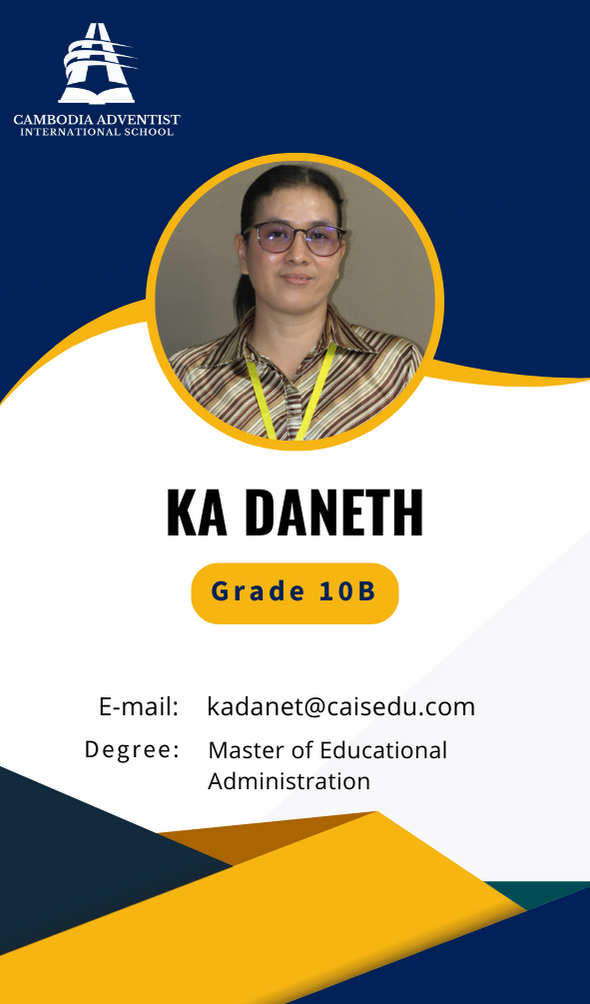 CAMBODIA ADVENTIST
INTERNATIONAL SCHOOL
KA DANETH
Grade 10B
E-mail: kadanet@caisedu.com
Degree: Master of Educational
Administration